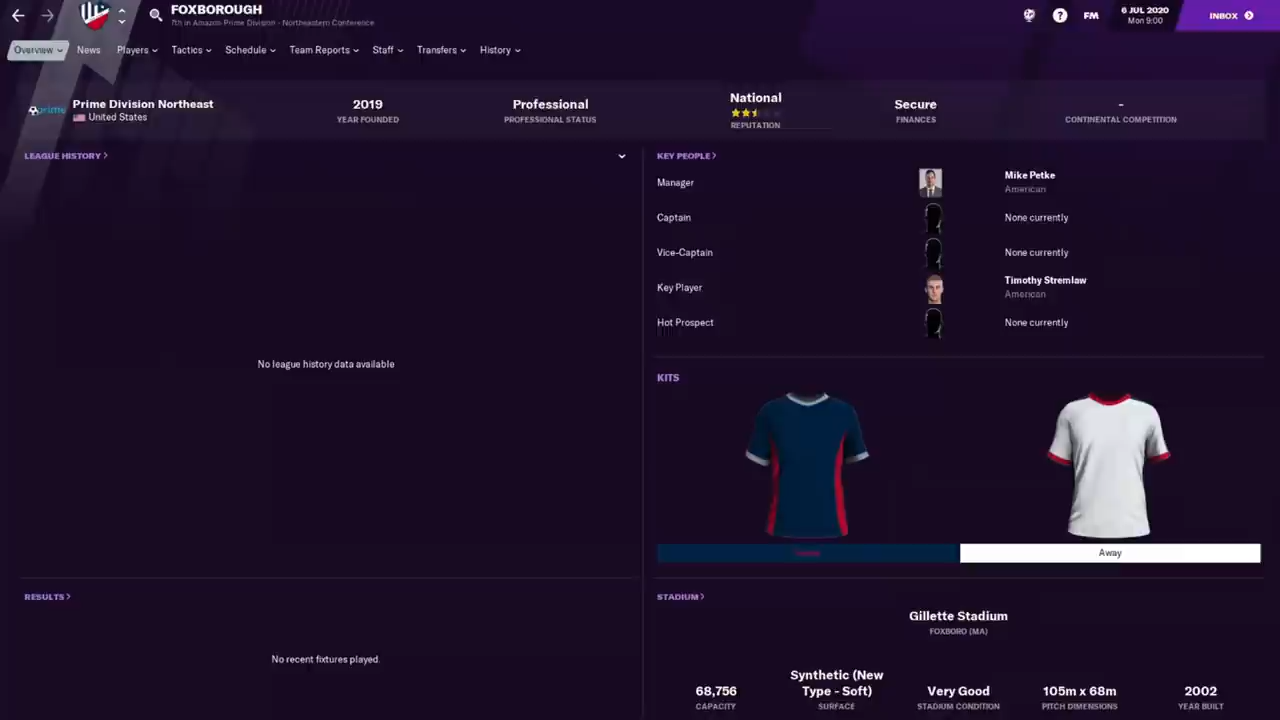 FOXBOROUGH
7th in Amazon Prime Division - Northeastern Conference
FM
6 JUL 2020
Mon 9:00
INBOX
Overview
News
Players
Tactics
Schedule
Team Reports
Staff
Transfers
History
prime
Prime Division Northeast
United States
2019
YEAR FOUNDED
Professional
PROFESSIONAL STATUS
National
REPUTATION
Secure
FINANCES
-
CONTINENTAL COMPETITION
LEAGUE HISTORY
No league history data available
KEY PEOPLE
Manager
Mike Petke
American
Captain
None currently
Vice-Captain
None currently
Key Player
Timothy Stremlaw
American
Hot Prospect
None currently
KITS
Home
Away
RESULTS
No recent fixtures played.
STADIUM
Gillette Stadium
FOXBORO (MA)
68,756
CAPACITY
Synthetic (New
Type - Soft)
SURFACE
Very Good
STADIUM CONDITION
105m x 68m
PITCH DIMENSIONS
2002
YEAR BUILT